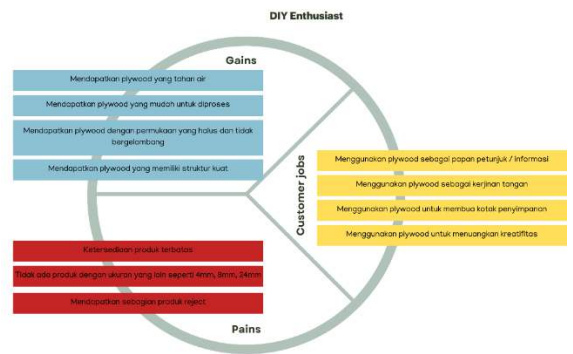 DIY Enthusiast
Gains
Mendapatkan plywood yang tahan air
Mendapatkan plywood yang mudah untuk diproses
Mendapatkan plywood dengan permukaan yang halus dan tidak
bergelombang
Mendapatkan plywood yang memiliki struktur kuat
Customer jobs
Menggunakan plywood sebagai papan petunjuk / informasi
Menggunakan plywood sebagai kerjinan tangan
Menggunakan plywood untuk membua kotak penyimpanan
Menggunakan plywood untuk menuangkan kreatifitas
Ketersediaan produk terbatas
Tidak ada produk dengan ukuran yang lain seperti 4mm, 8mm, 24mm
Mendapatkan sebagian produk reject
Pains